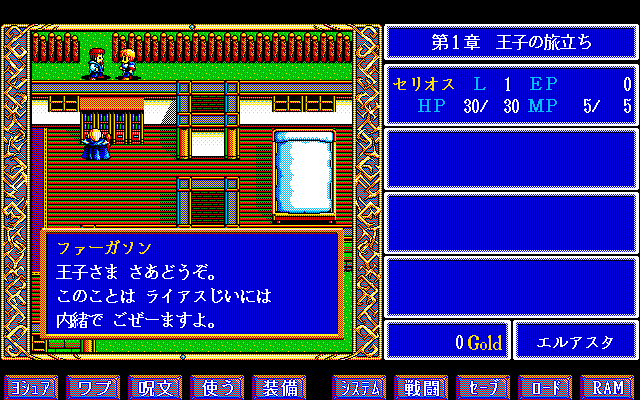 第1章 王子の旅立ち
セリオス L 1 EP 0
HP 30/ 30 MP 5/ 5
ファーガソン
王子さま さあどうぞ。
このことは ライアスじいには
内緒で ごぜーますよ。
0 Gold エルアスタ
ヨシュア ワプ 呪文 使う 装備 システム 戦闘 セーブ ロード RAM